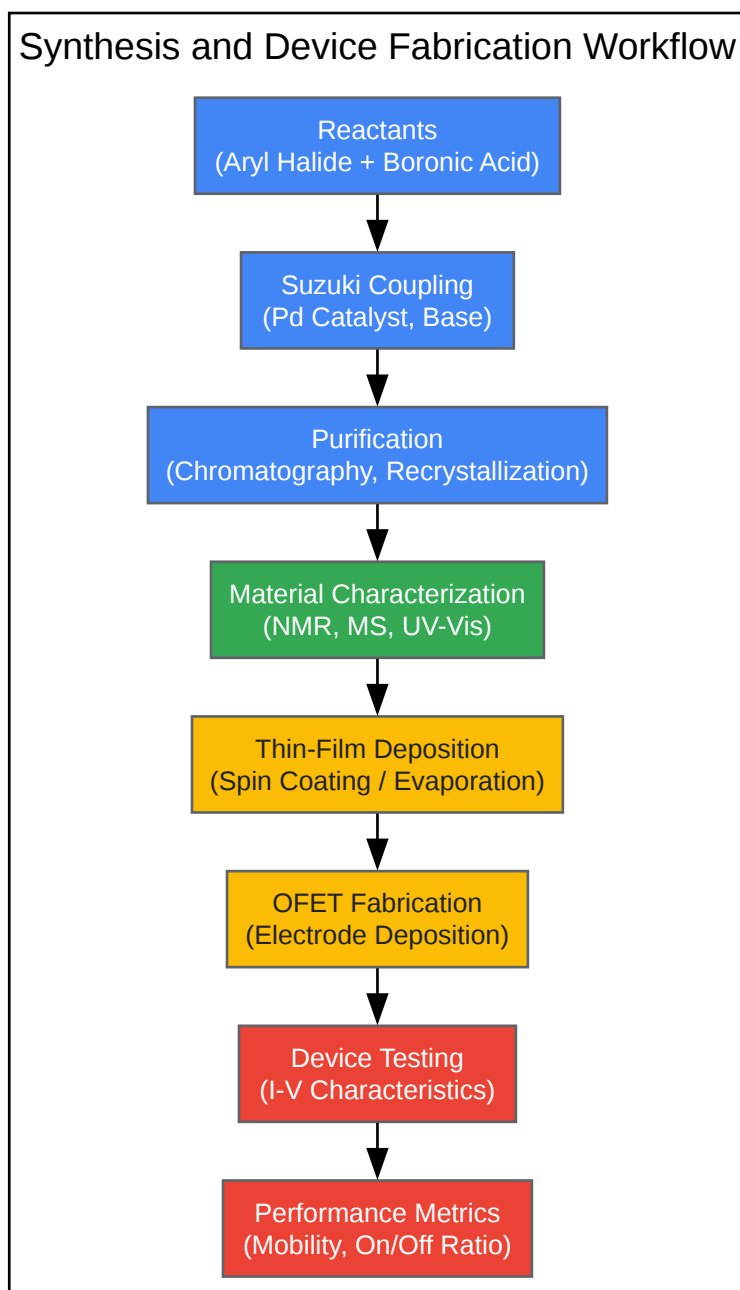 Synthesis and Device Fabrication Workflow
Reactants
(Aryl Halide + Boronic Acid)
Suzuki Coupling
(Pd Catalyst, Base)
Purification
(Chromatography, Recrystallization)
Material Characterization
(NMR, MS, UV-Vis)
Thin-Film Deposition
(Spin Coating / Evaporation)
OFET Fabrication
(Electrode Deposition)
Device Testing
(I-V Characteristics)
Performance Metrics
(Mobility, On/Off Ratio)